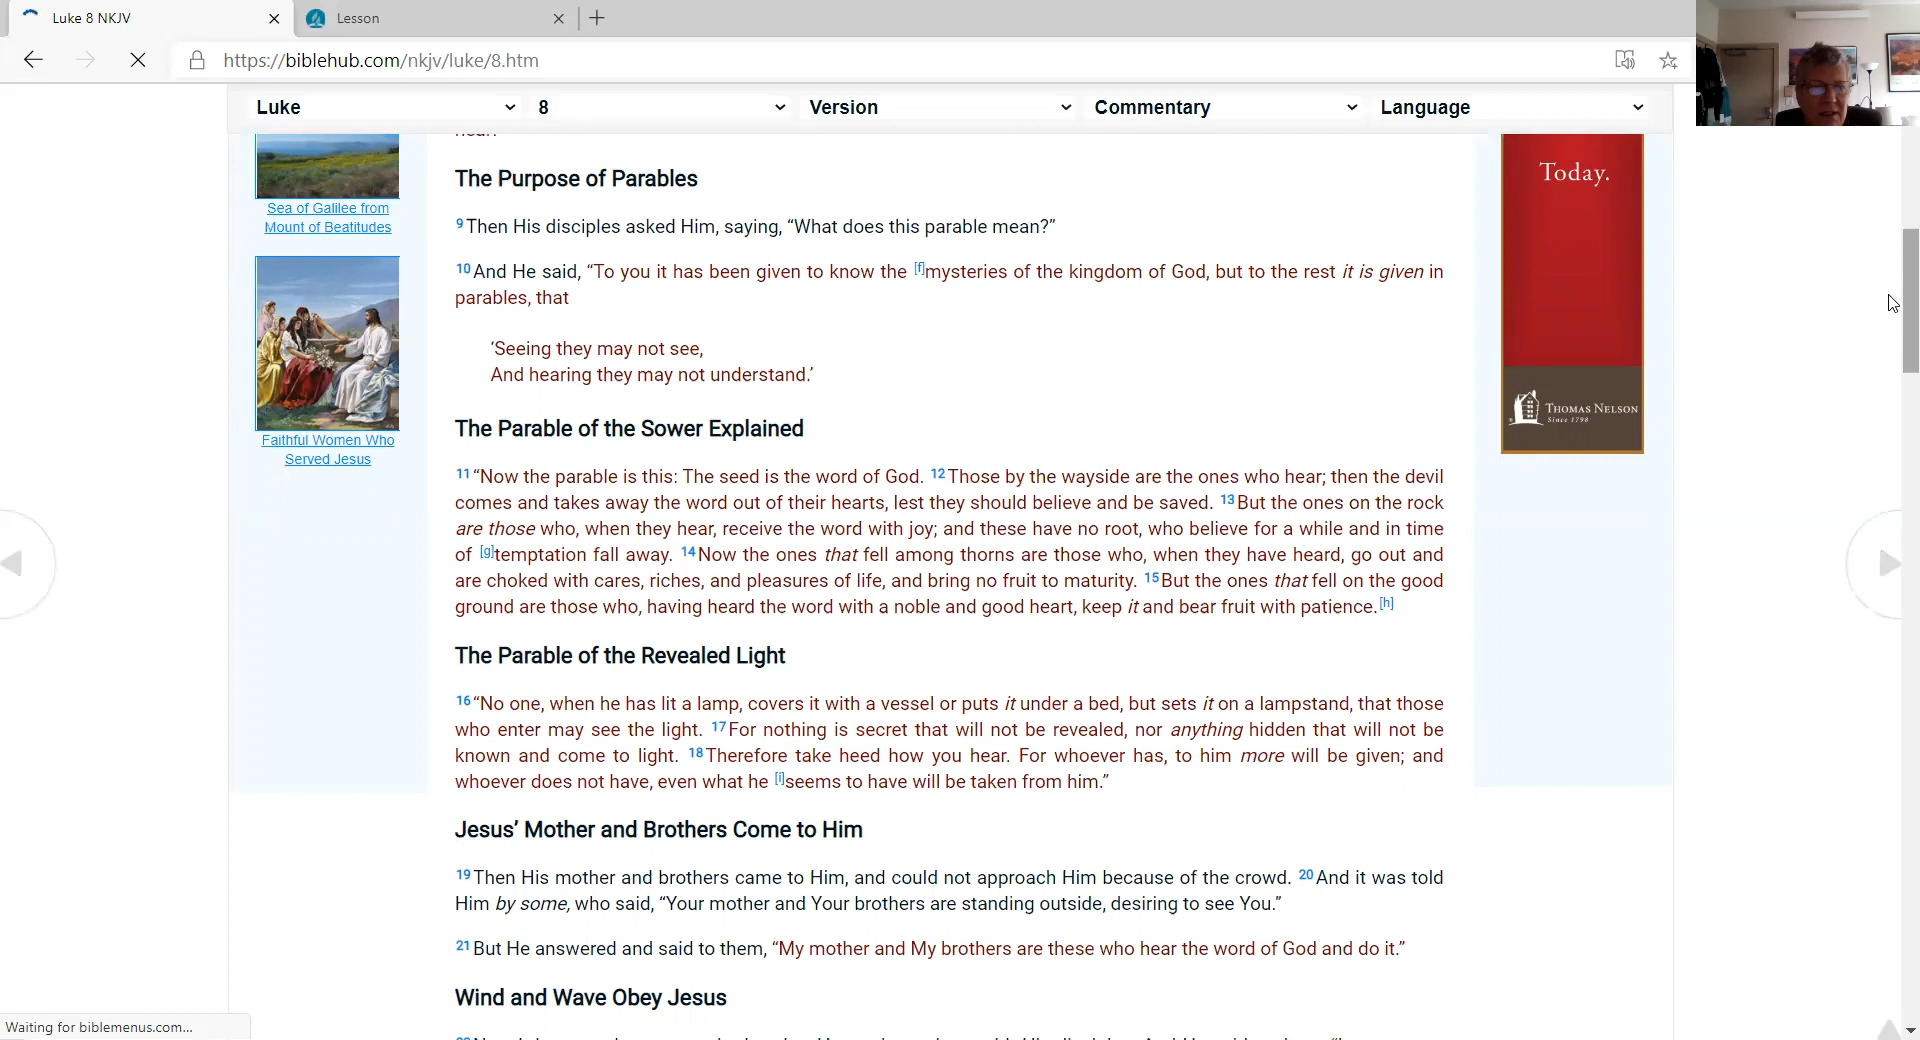 Luke 8 NKJV
Lesson
https://biblehub.com/nkjv/luke/8.htm
Luke 8 Version Commentary Language
Sea of Galilee from
Mount of Beatitudes
Faithful Women Who
Served Jesus
The Purpose of Parables
9 Then His disciples asked Him, saying, “What does this parable mean?”
10 And He said, “To you it has been given to know the [f]mysteries of the kingdom of God, but to the rest it is given in
parables, that
‘Seeing they may not see,
And hearing they may not understand.’
The Parable of the Sower Explained
11 “Now the parable is this: The seed is the word of God. 12 Those by the wayside are the ones who hear; then the devil
comes and takes away the word out of their hearts, lest they should believe and be saved. 13 But the ones on the rock
are those who, when they hear, receive the word with joy; and these have no root, who believe for a while and in time
of [g]temptation fall away. 14 Now the ones that fell among thorns are those who, when they have heard, go out and
are choked with cares, riches, and pleasures of life, and bring no fruit to maturity. 15 But the ones that fell on the good
ground are those who, having heard the word with a noble and good heart, keep it and bear fruit with patience.[h]
The Parable of the Revealed Light
16 “No one, when he has lit a lamp, covers it with a vessel or puts it under a bed, but sets it on a lampstand, that those
who enter may see the light. 17 For nothing is secret that will not be revealed, nor anything hidden that will not be
known and come to light. 18 Therefore take heed how you hear. For whoever has, to him more will be given; and
whoever does not have, even what he [i]seems to have will be taken from him.”
Jesus’ Mother and Brothers Come to Him
19 Then His mother and brothers came to Him, and could not approach Him because of the crowd. 20 And it was told
Him by some, who said, “Your mother and Your brothers are standing outside, desiring to see You.”
21 But He answered and said to them, “My mother and My brothers are these who hear the word of God and do it.”
Wind and Wave Obey Jesus
Today.
THOMAS NELSON
Since 1798
Waiting for biblemenus.com...